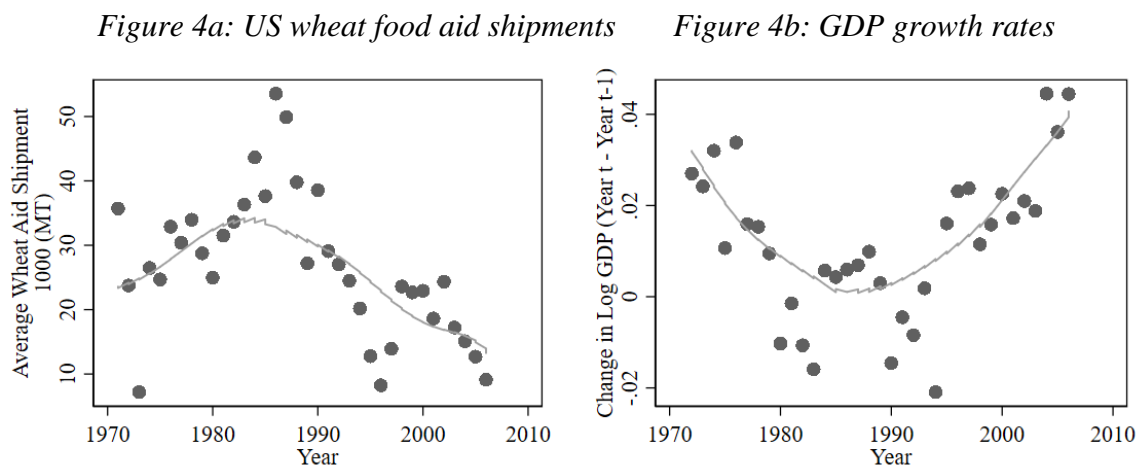 Figure 4a: US wheat food aid shipments
Average Wheat Aid Shipment
1000 (MT)
50
40
30
20
10
1970
1980
1990
2000
2010
Year
Figure 4b: GDP growth rates
Change in Log GDP (Year t - Year t-1)
.04
.02
0
-.02
1970
1980
1990
2000
2010
Year